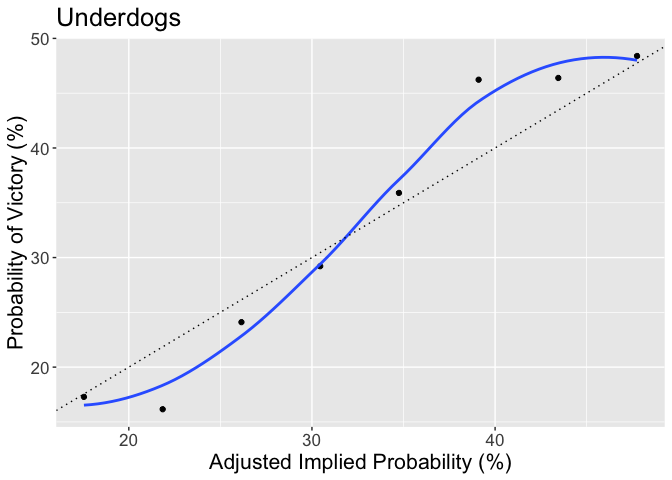 Underdogs
50
40
30
20
Probability of Victory (%)
20 30 40
Adjusted Implied Probability (%)